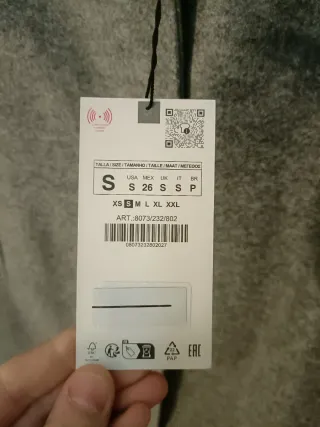 TALLA / SIZE / TAMANHO / TAILLE / MAAT / ΜΕΓΕΘΟΣ
S
USA MEX UK IT BR
S 26 S S P
XS S M L XL XXL
ART.:8073/232/802
08073232802027
PAP
EAC